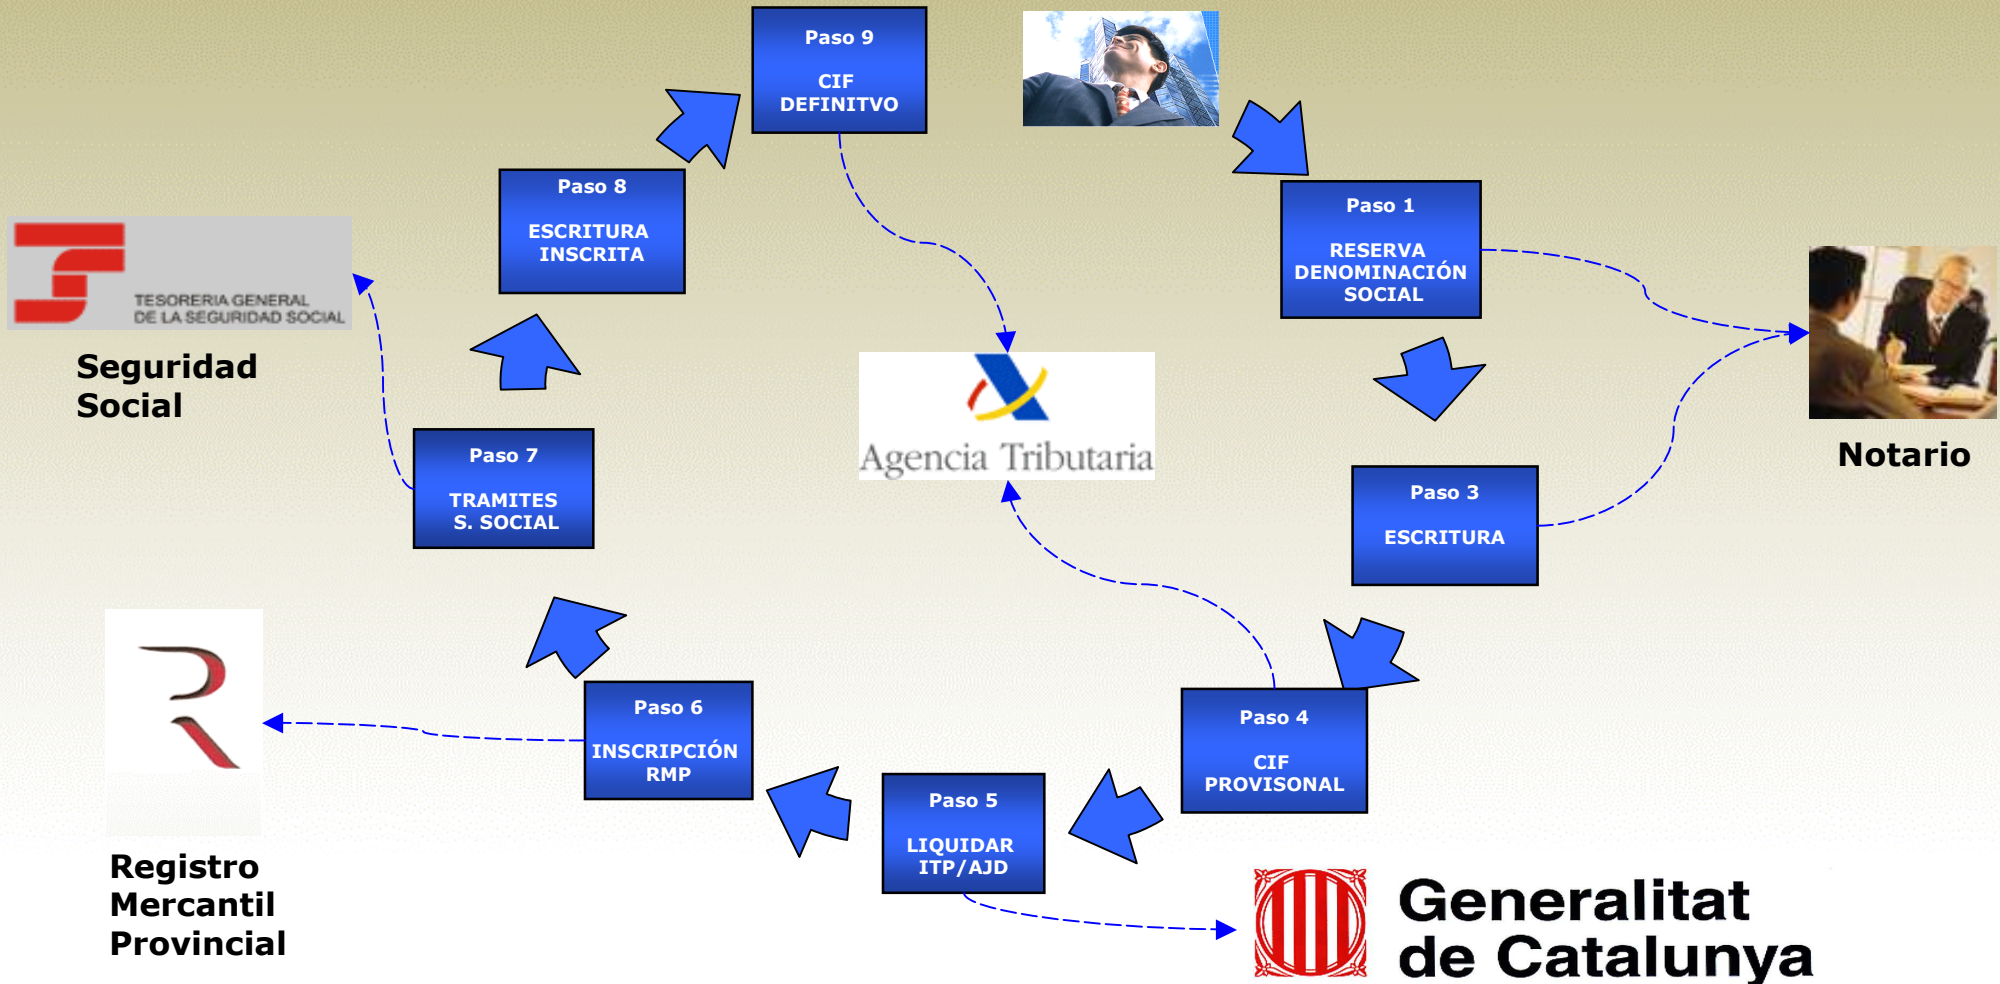 Paso 9
CIF
DEFINITVO
Paso 1
RESERVA
DENOMINACIÓN
SOCIAL
Notario
Paso 3
ESCRITURA
Paso 4
CIF
PROVISONAL
Paso 5
LIQUIDAR
ITP/AJD
Generalitat
de Catalunya
Paso 6
INSCRIPCIÓN
RMP
Registro
Mercantil
Provincial
Paso 7
TRAMITES
S. SOCIAL
TESORERIA GENERAL
DE LA SEGURIDAD SOCIAL
Seguridad
Social
Paso 8
ESCRITURA
INSCRITA
Agencia Tributaria